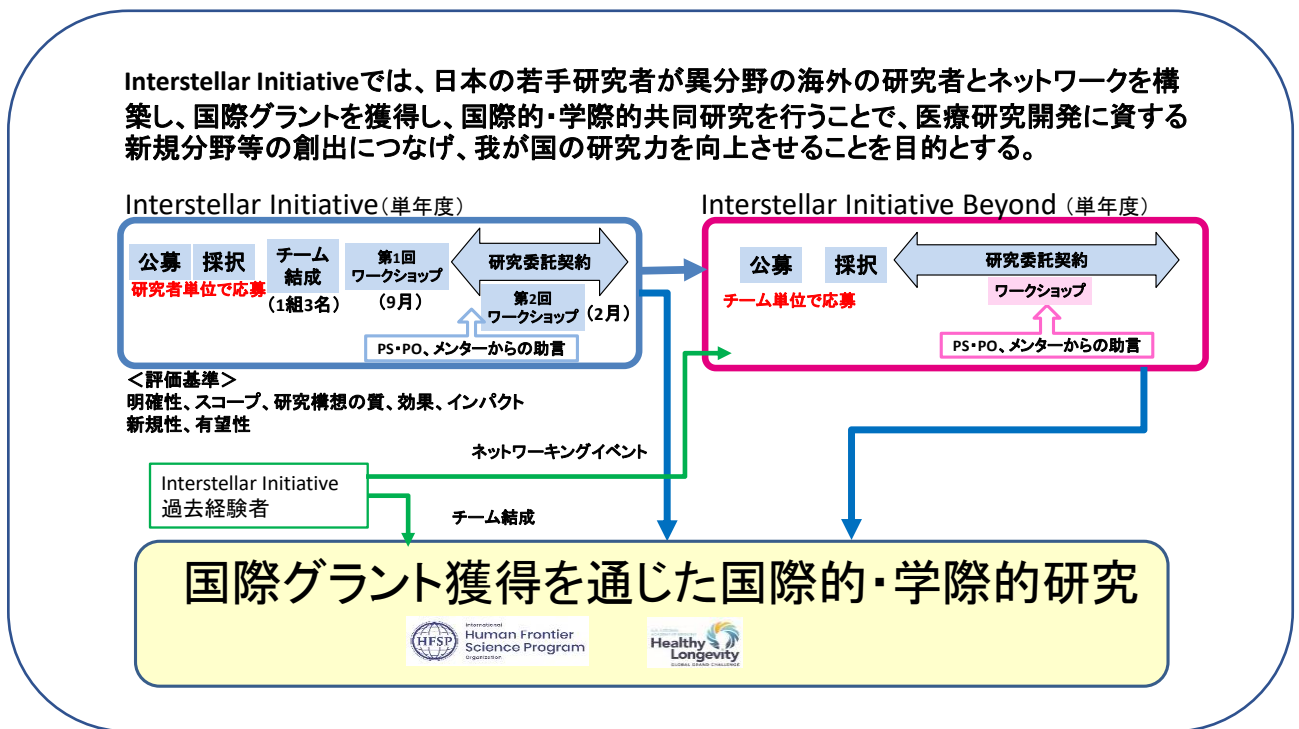 Interstellar Initiativeでは、日本の若手研究者が異分野の海外の研究者とネットワークを構
築し、国際グラントを獲得し、国際的・学際的共同研究を行うことで、医療研究開発に資する
新規分野等の創出につなげ、我が国の研究力を向上させることを目的とする。
Interstellar Initiative（単年度）
公募
採択
研究者単位で応募
チーム
結成
(1組3名)
第1回
ワークショップ
(9月)
研究委託契約
第2回
ワークショップ
(2月)
PS・PO、メンターからの助言
Interstellar Initiative Beyond （単年度）
公募
採択
チーム単位で応募
研究委託契約
ワークショップ
PS・PO、メンターからの助言
＜評価基準＞
明確性、スコープ、研究構想の質、効果、インパクト
新規性、有望性
ネットワーキングイベント
Interstellar Initiative
過去経験者
チーム結成
国際グラント獲得を通じた国際的・学際的研究
HFSP
International
Human Frontier
Science Program
Organization
Healthy
Longevity
GLOBAL GRAND CHALLENGE